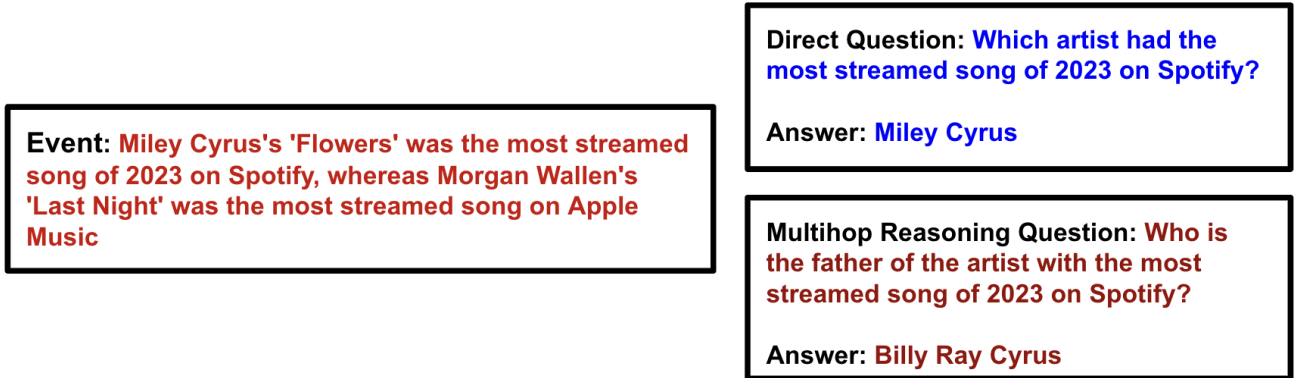 Event: Miley Cyrus's 'Flowers' was the most streamed
song of 2023 on Spotify, whereas Morgan Wallen's
'Last Night' was the most streamed song on Apple
Music
Direct Question: Which artist had the
most streamed song of 2023 on Spotify?
Answer: Miley Cyrus
Multihop Reasoning Question: Who is
the father of the artist with the most
streamed song of 2023 on Spotify?
Answer: Billy Ray Cyrus